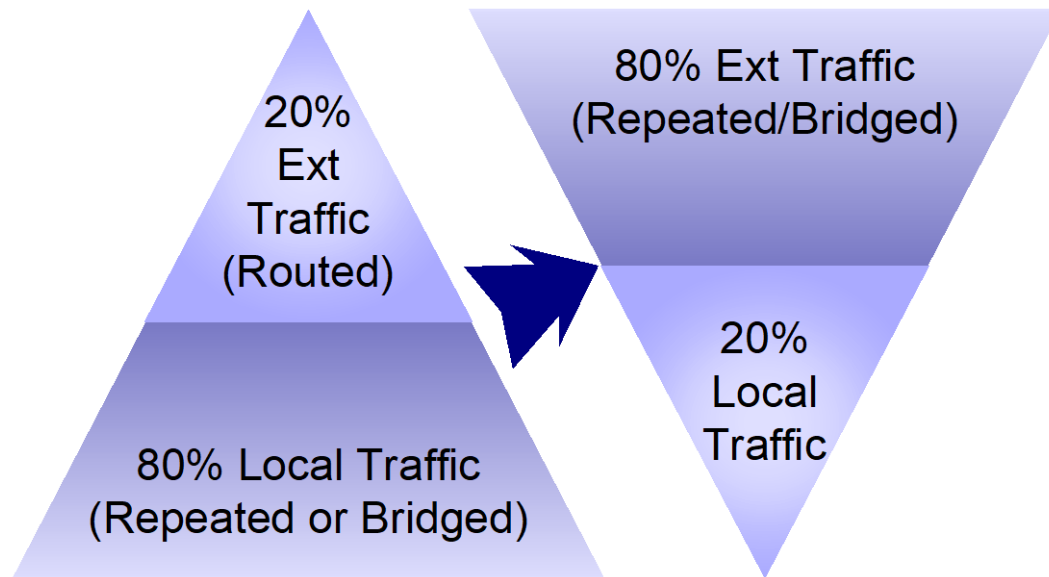 20%
Ext
Traffic
(Routed)
80% Local Traffic
(Repeated or Bridged)
80% Ext Traffic
(Repeated/Bridged)
20%
Local
Traffic